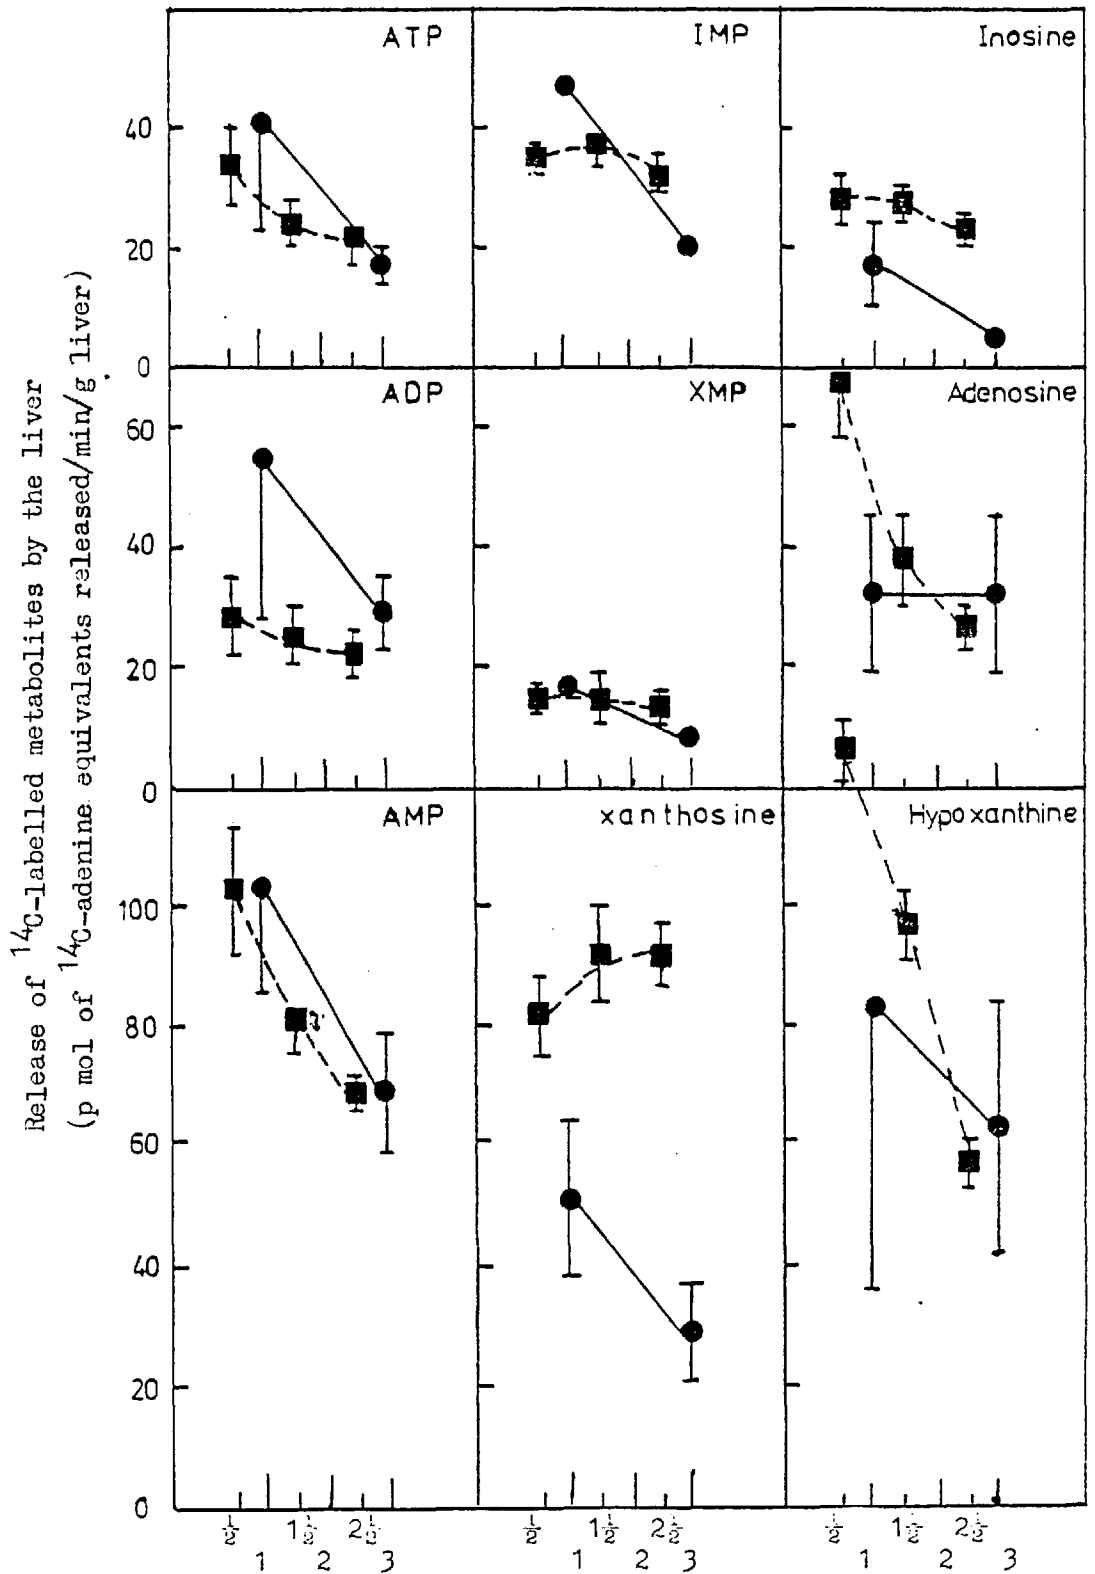 Release of ¹⁴C-labelled metabolites by the liver
(p mol of ¹⁴C-adenine equivalents released/min/g liver)
ATP
IMP
Inosine
40
20
0
ADP
XMP
Adenosine
60
40
20
0
AMP
xanthosine
Hypoxanthine
100
80
60
40
20
0
½ 1½ 2½ ½ 1½ 2½ ½ 1½ 2½
1 2 3 1 2 3 1 2 3